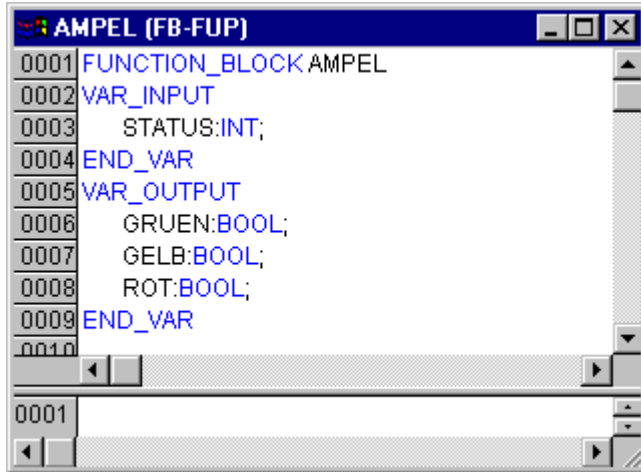 AMPEL (FB-FUP)
0001 FUNCTION_BLOCK AMPEL
0002 VAR_INPUT
0003 STATUS:INT;
0004 END_VAR
0005 VAR_OUTPUT
0006 GRUEN:BOOL;
0007 GELB:BOOL;
0008 ROT:BOOL;
0009 END_VAR
0010
0001